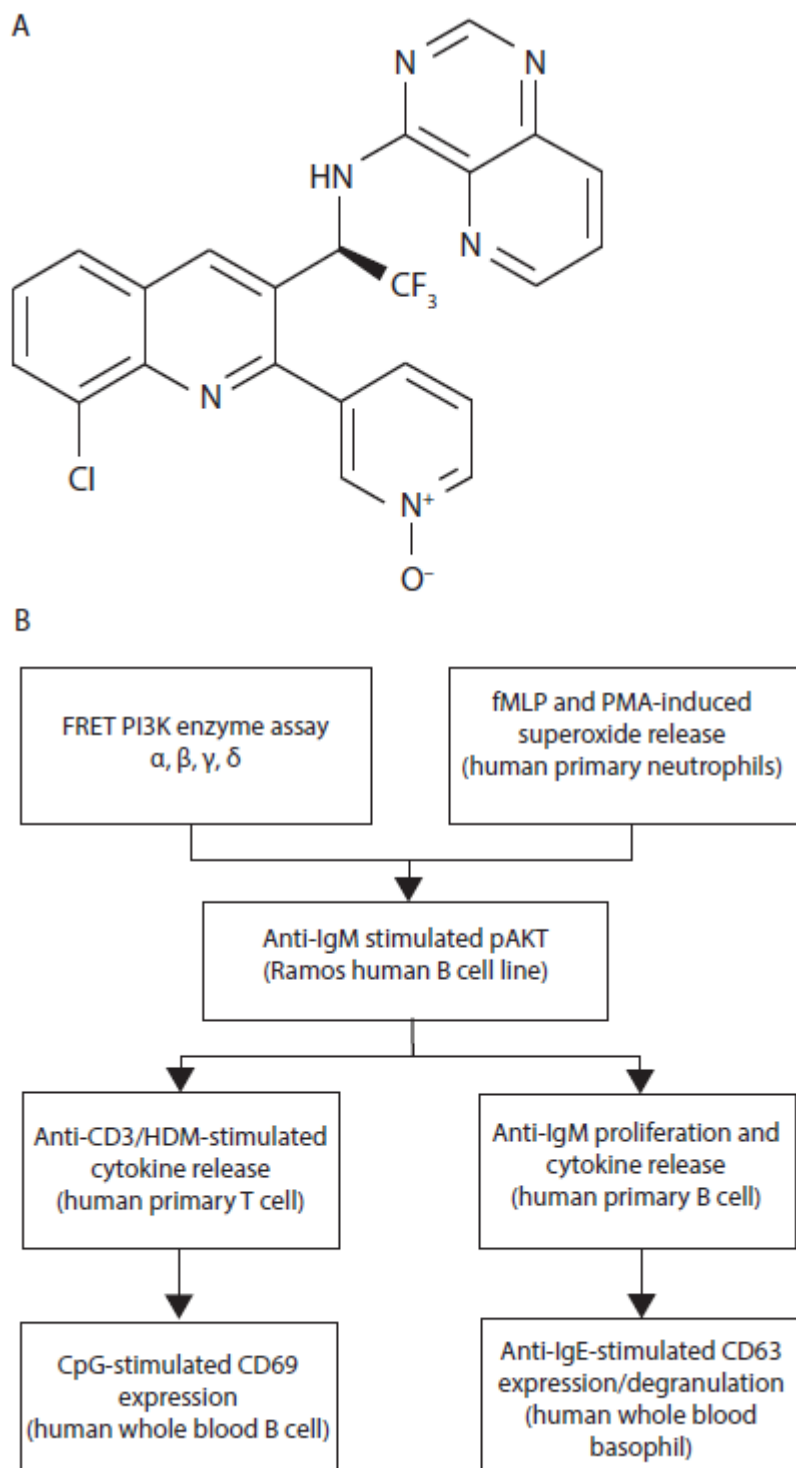 A
N
N
HN
N
CF₃
N
Cl
N⁺
O⁻
B
FRET PI3K enzyme assay
α, β, γ, δ
fMLP and PMA-induced
superoxide release
(human primary neutrophils)
Anti-IgM stimulated pAKT
(Ramos human B cell line)
Anti-CD3/HDM-stimulated
cytokine release
(human primary T cell)
Anti-IgM proliferation and
cytokine release
(human primary B cell)
CpG-stimulated CD69
expression
(human whole blood B cell)
Anti-IgE-stimulated CD63
expression/degranulation
(human whole blood
basophil)